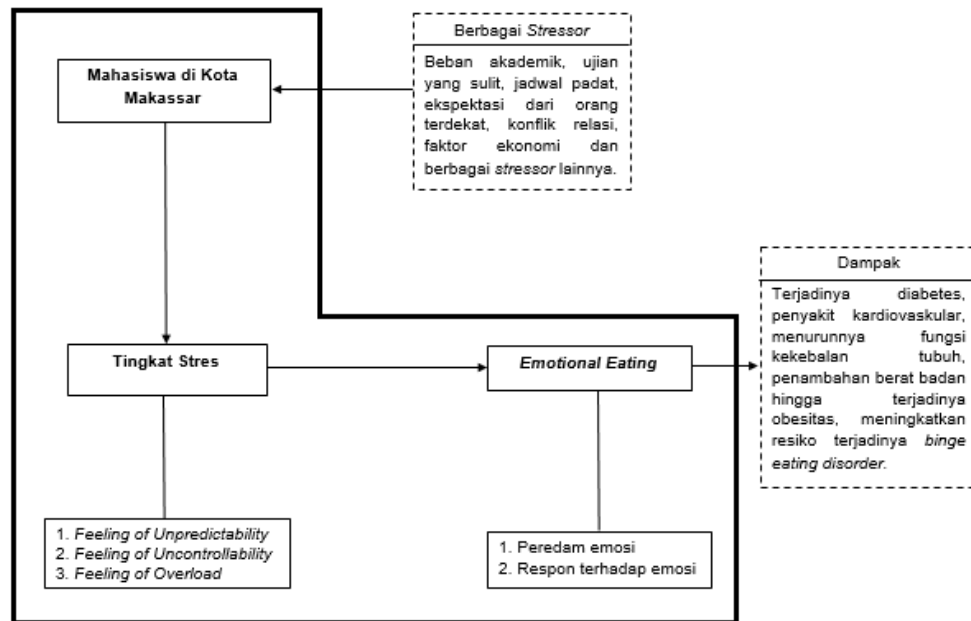 Berbagai Stressor
Beban akademik, ujian
yang sulit, jadwal padat,
ekspektasi dari orang
terdekat, konflik relasi,
faktor ekonomi dan
berbagai stressor lainnya.
Mahasiswa di Kota
Makassar
Dampak
Terjadinya diabetes,
penyakit kardiovaskular,
menurunnya fungsi
kekebalan tubuh,
penambahan berat badan
hingga terjadinya
obesitas, meningkatkan
resiko terjadinya binge
eating disorder.
Tingkat Stres
Emotional Eating
1. Feeling of Unpredictability
2. Feeling of Uncontrollability
3. Feeling of Overload
1. Peredam emosi
2. Respon terhadap emosi